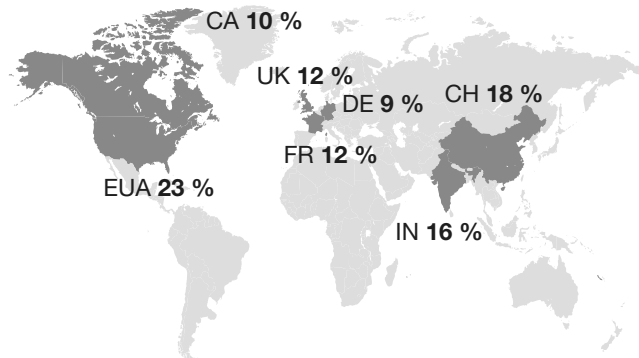 CA 10 %
UK 12 %
DE 9 %
CH 18 %
FR 12 %
EUA 23 %
IN 16 %